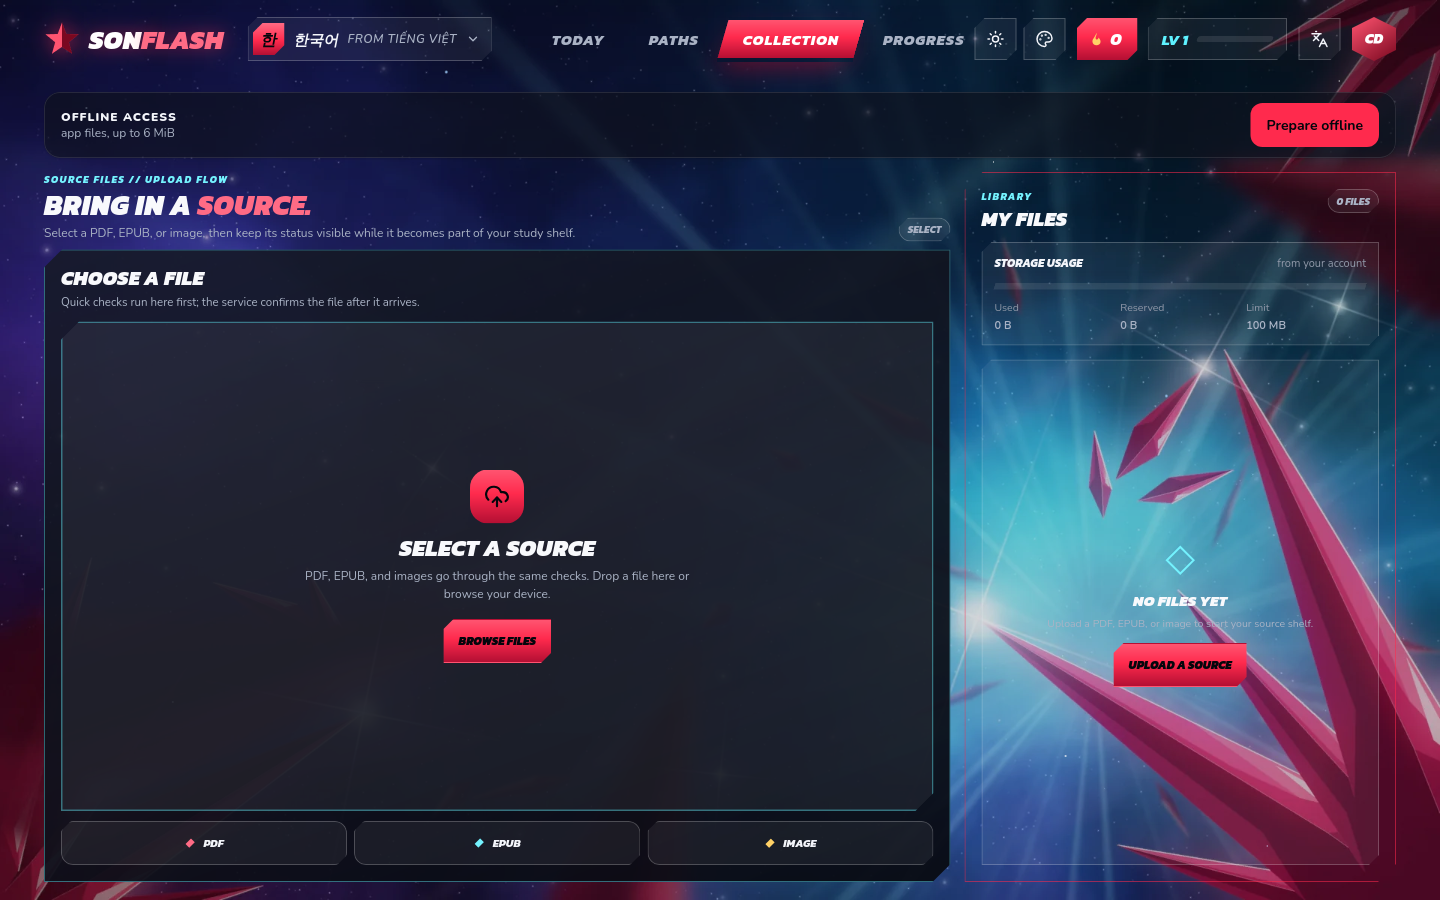 SONFLASH
한 한국어 FROM TIẾNG VIỆT
TODAY
PATHS
COLLECTION
PROGRESS
0
LV 1
CD
OFFLINE ACCESS
app files, up to 6 MiB
Prepare offline
SOURCE FILES // UPLOAD FLOW
BRING IN A SOURCE.
Select a PDF, EPUB, or image, then keep its status visible while it becomes part of your study shelf.
SELECT
CHOOSE A FILE
Quick checks run here first; the service confirms the file after it arrives.
SELECT A SOURCE
PDF, EPUB, and images go through the same checks. Drop a file here or
browse your device.
BROWSE FILES
PDF
EPUB
IMAGE
LIBRARY
MY FILES
0 FILES
STORAGE USAGE
from your account
Used
Reserved
Limit
0 B
0 B
100 MB
NO FILES YET
Upload a PDF, EPUB, or image to start your source shelf.
UPLOAD A SOURCE